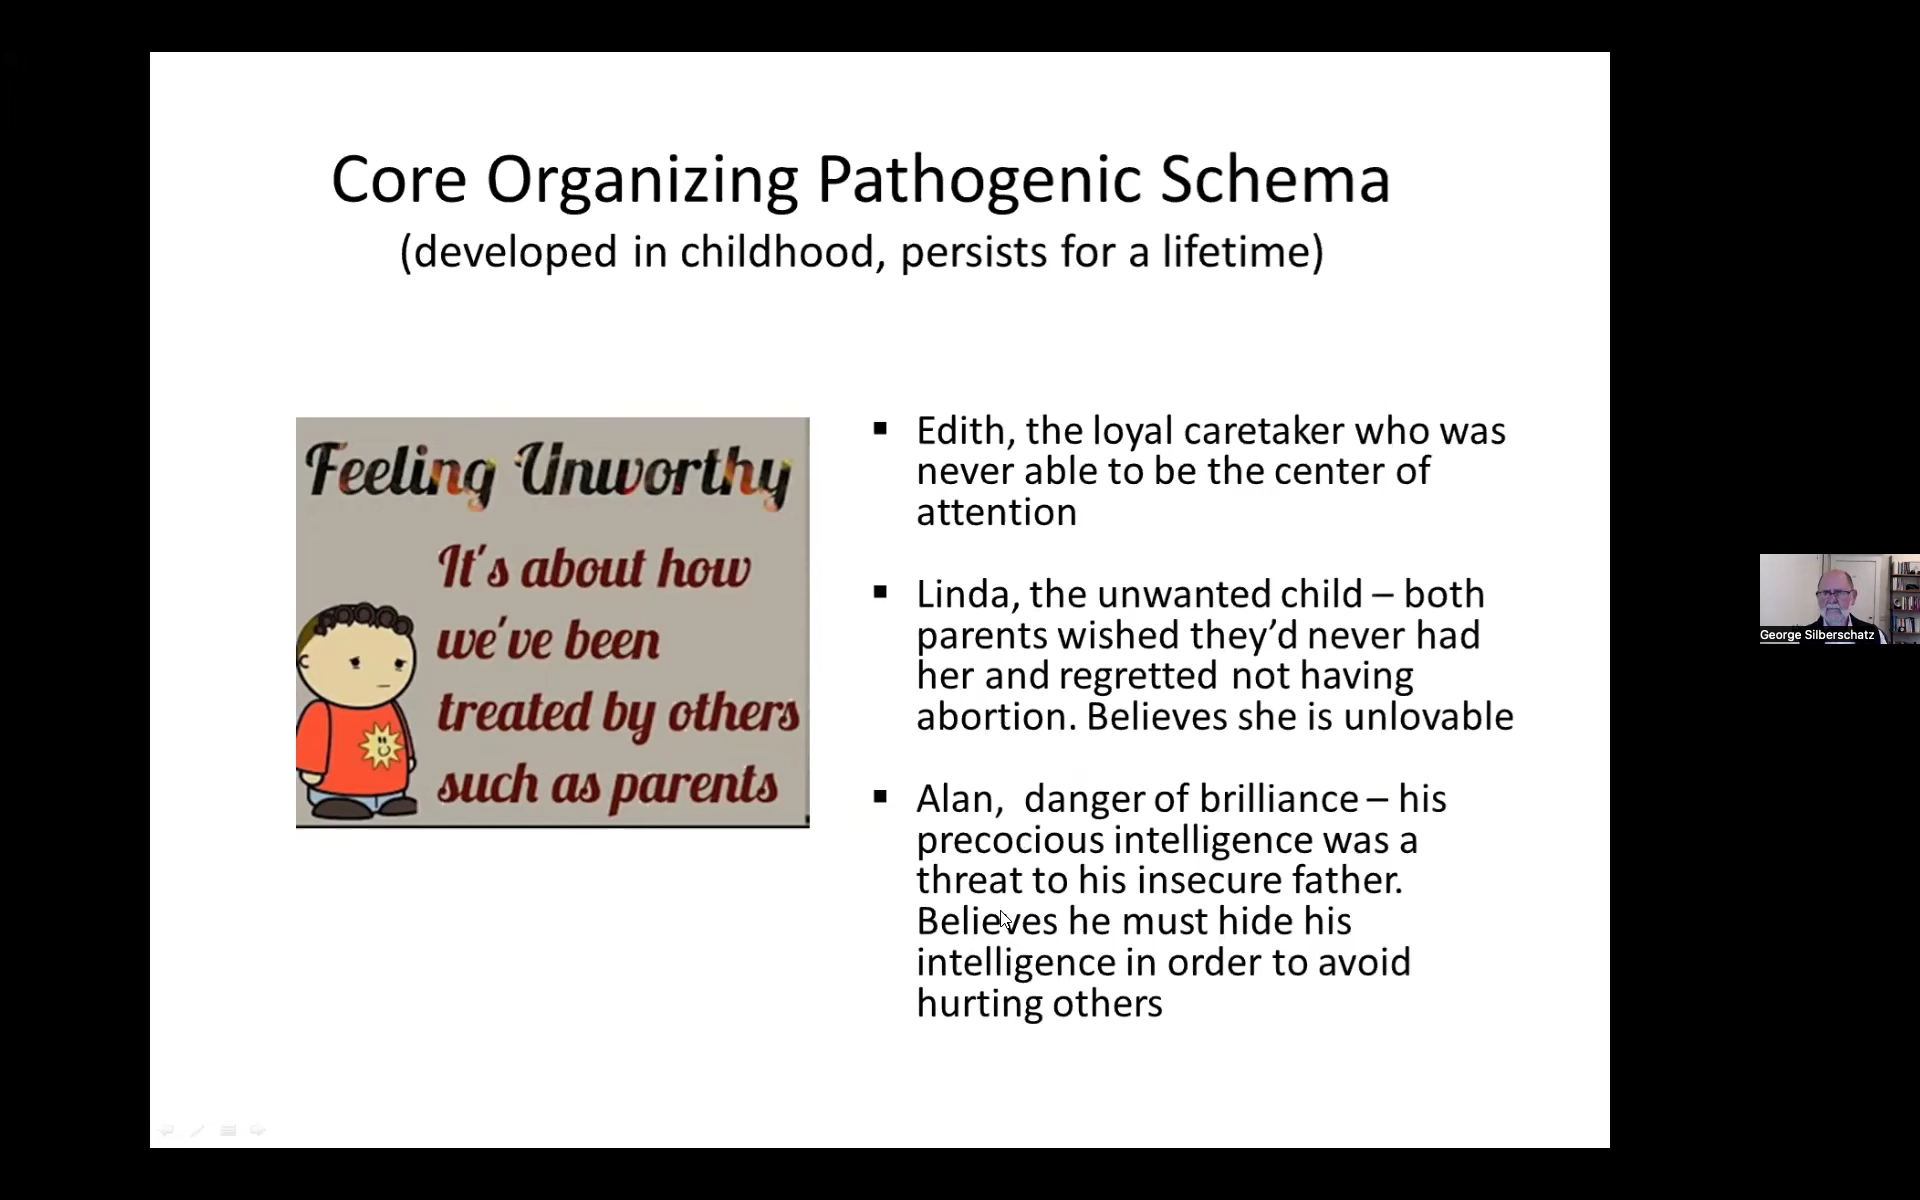 Core Organizing Pathogenic Schema
(developed in childhood, persists for a lifetime)
Feeling Unworthy
It's about how
we've been
treated by others
such as parents
▪ Edith, the loyal caretaker who was
never able to be the center of
attention
▪ Linda, the unwanted child – both
parents wished they’d never had
her and regretted not having
abortion. Believes she is unlovable
▪ Alan, danger of brilliance – his
precocious intelligence was a
threat to his insecure father.
Believes he must hide his
intelligence in order to avoid
hurting others
George Silberschatz